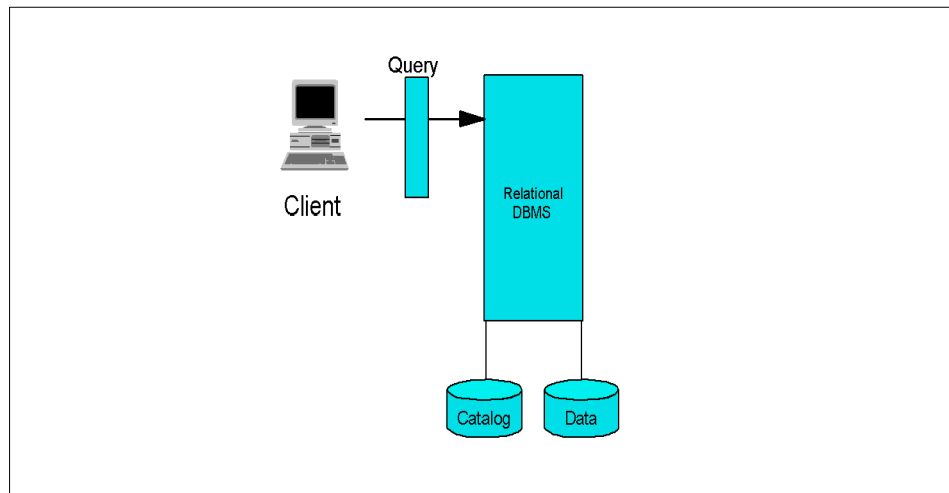 Query
Client
Relational
DBMS
Catalog
Data